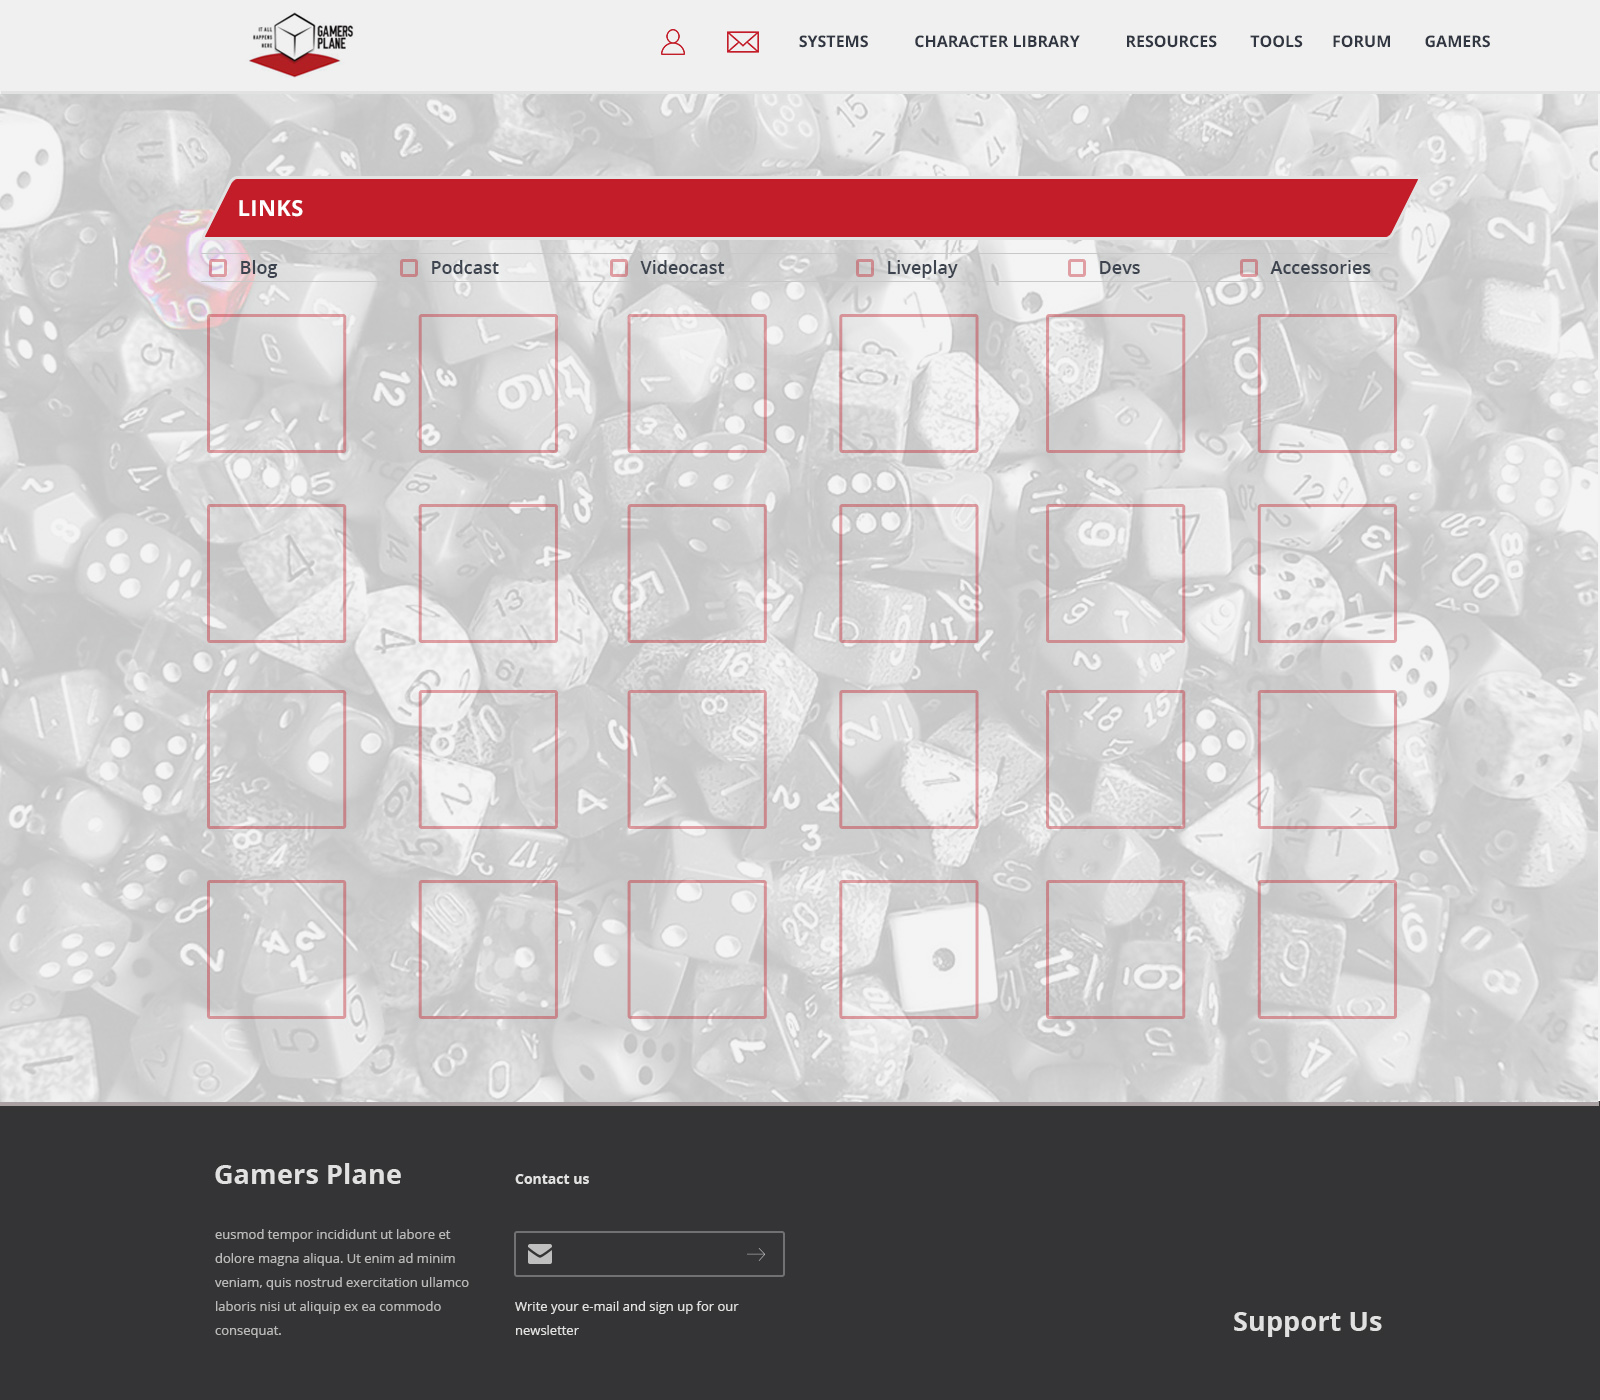 IT ALL
HAPPENS
HERE
GAMERS
PLANE
SYSTEMS
CHARACTER LIBRARY
RESOURCES
TOOLS
FORUM
GAMERS
LINKS
Blog
Podcast
Videocast
Liveplay
Devs
Accessories
Gamers Plane
eusmod tempor incididunt ut labore et
dolore magna aliqua. Ut enim ad minim
veniam, quis nostrud exercitation ullamco
laboris nisi ut aliquip ex ea commodo
consequat.
Contact us
Write your e-mail and sign up for our
newsletter
Support Us